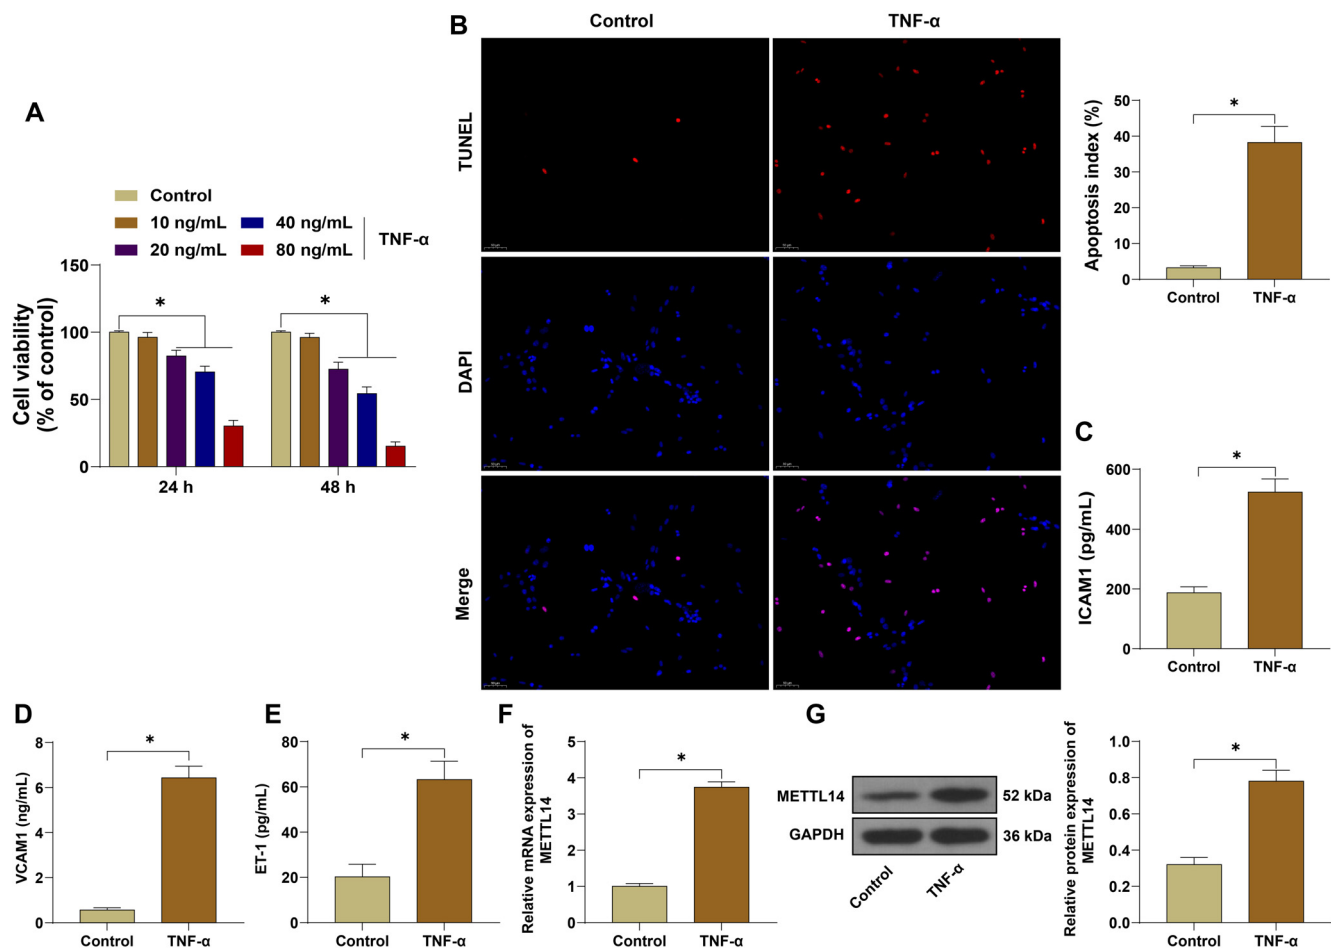 A
Control
10 ng/mL
40 ng/mL
20 ng/mL
80 ng/mL
TNF-α
Cell viability
(% of control)
150
100
50
0
*
*
24 h
48 h
B
Control
TNF-α
TUNEL
DAPI
Merge
Apoptosis index (%)
50
40
30
20
10
0
*
Control
TNF-α
C
ICAM1 (pg/mL)
600
400
200
0
*
Control
TNF-α
D
VCAM1 (ng/mL)
8
6
4
2
0
*
Control
TNF-α
E
ET-1 (pg/mL)
80
60
40
20
0
*
Control
TNF-α
F
Relative mRNA expression of
METTL14
5
4
3
2
1
0
*
Control
TNF-α
G
METTL14
52 kDa
GAPDH
36 kDa
Control
TNF-α
Relative protein expression of
METTL14
1.0
0.8
0.6
0.4
0.2
0.0
*
Control
TNF-α